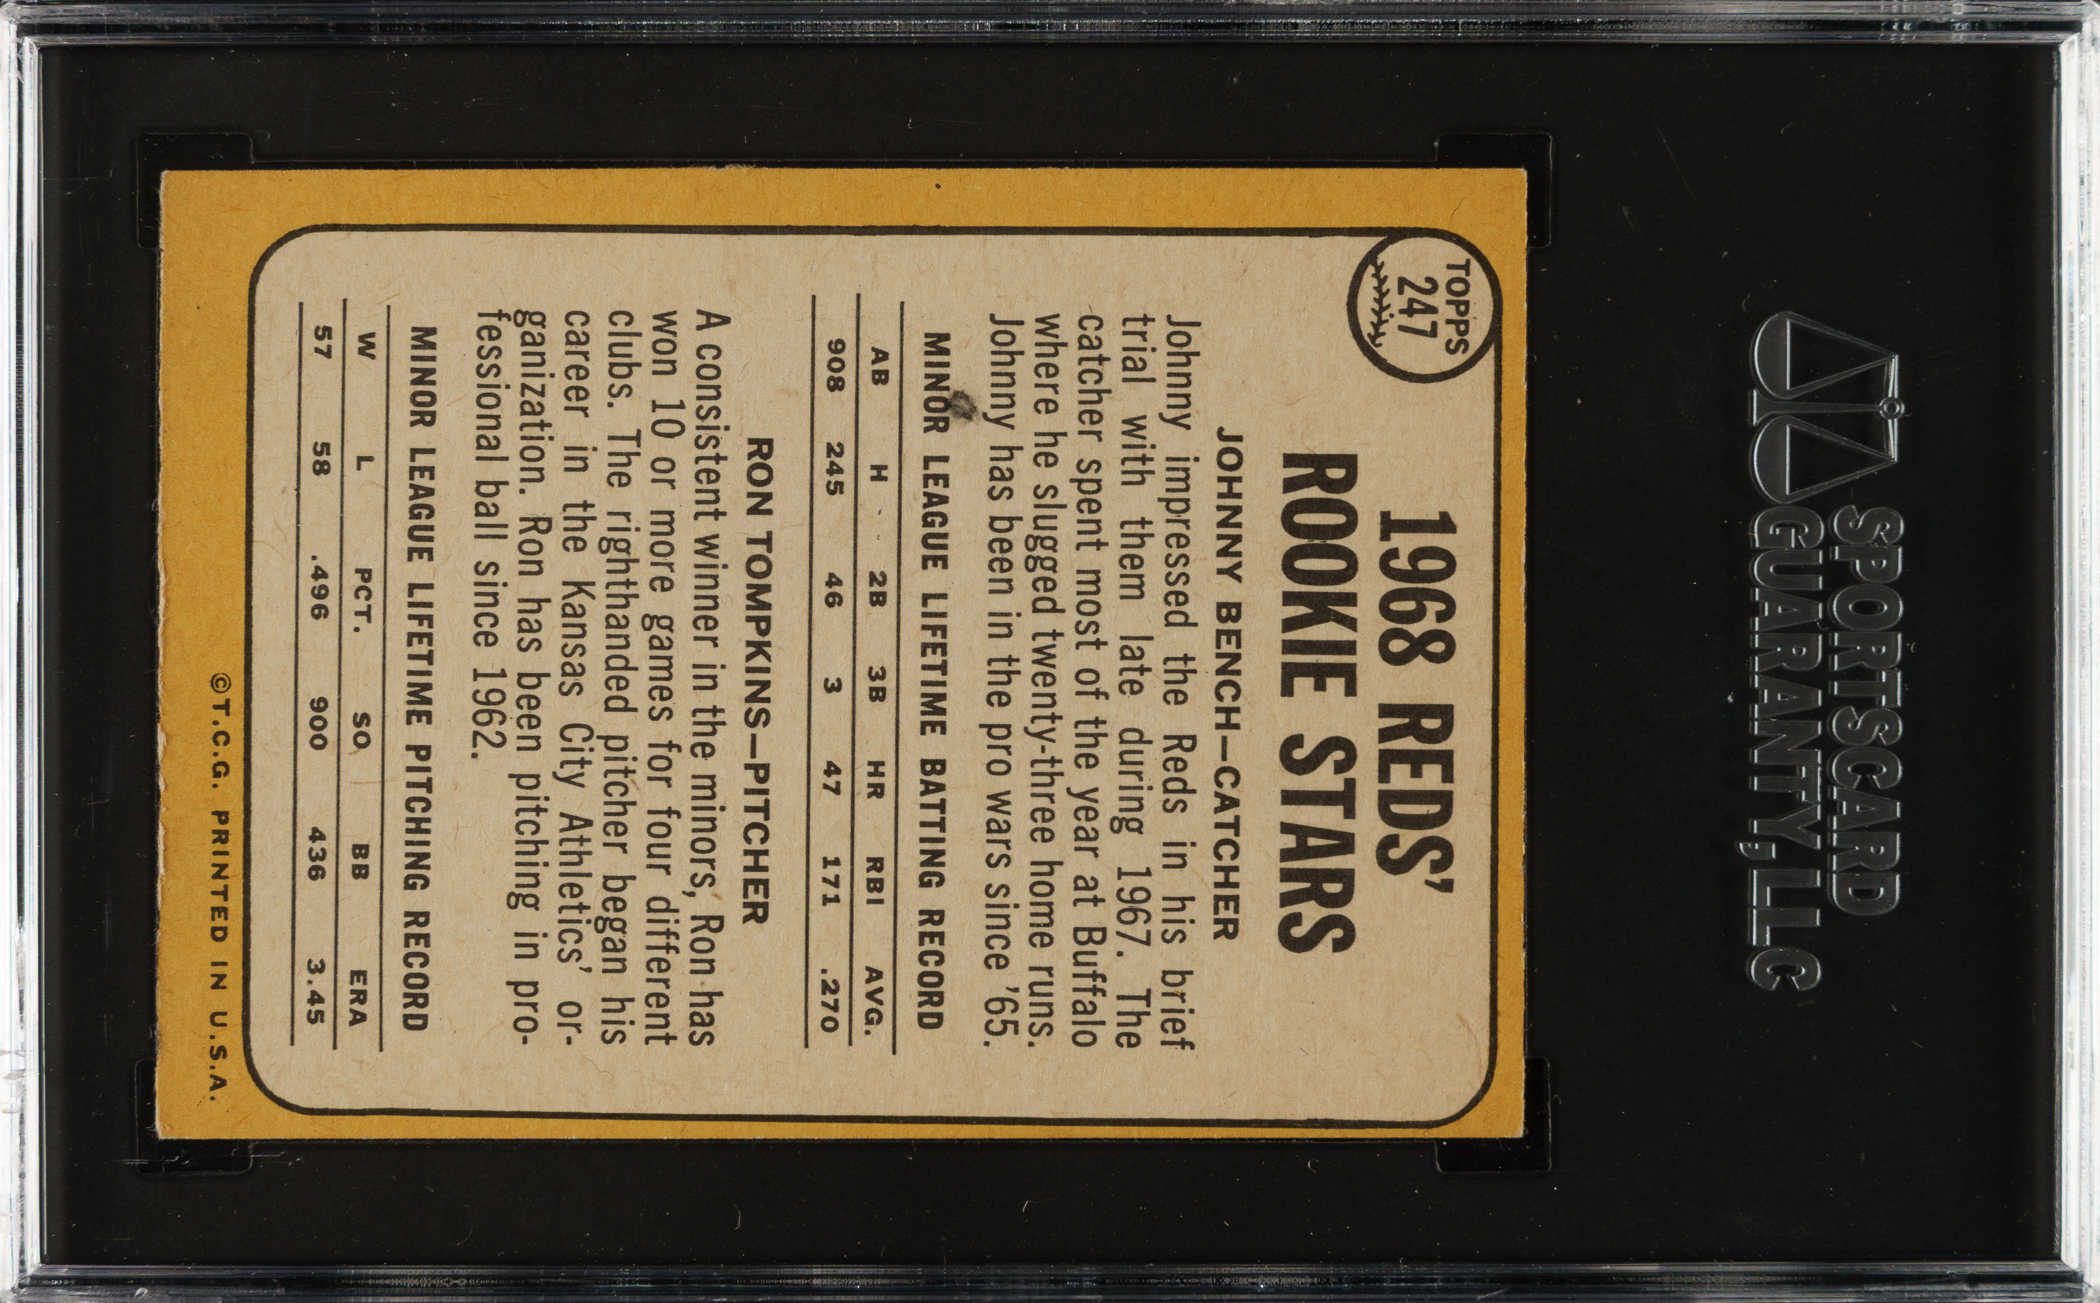 SPORTSCARD
GUARANTY, LLC
TOPPS
247
1968 REDS'
ROOKIE STARS
JOHNNY BENCH—CATCHER
Johnny impressed the Reds in his brief
trial with them late during 1967. The
catcher spent most of the year at Buffalo
where he slugged twenty-three home runs.
Johnny has been in the pro wars since '65.
MINOR LEAGUE LIFETIME BATTING RECORD
AB H 2B 3B HR RBI AVG.
908 245 46 3 47 171 .270
RON TOMPKINS—PITCHER
A consistent winner in the minors, Ron has
won 10 or more games for four different
clubs. The righthanded pitcher began his
career in the Kansas City Athletics' or-
ganization. Ron has been pitching in pro-
fessional ball since 1962.
MINOR LEAGUE LIFETIME PITCHING RECORD
W L PCT. SO BB ERA
57 58 .496 900 436 3.45
©T.C.G. PRINTED IN U.S.A.